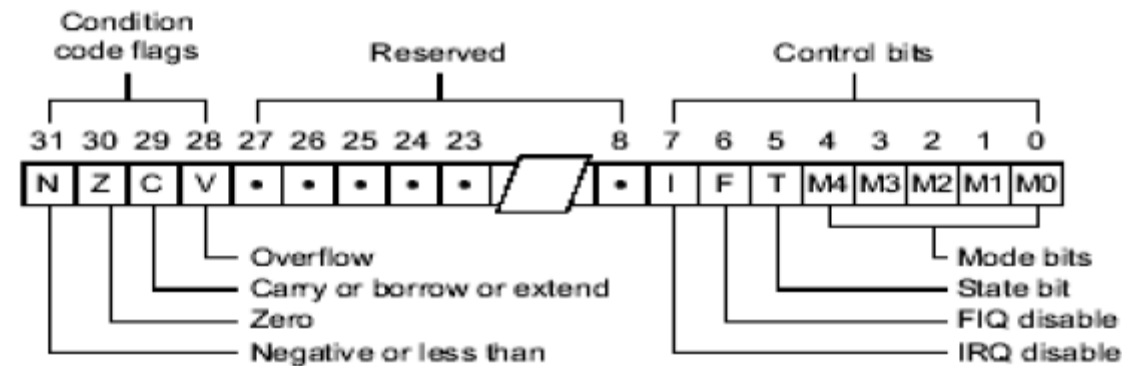 Condition
code flags
Reserved
Control bits
31 30 29 28 27 26 25 24 23 8 7 6 5 4 3 2 1 0
N Z C V • • • • • • I F T M4 M3 M2 M1 M0
Overflow
Mode bits
Carry or borrow or extend
State bit
Zero
FIQ disable
Negative or less than
IRQ disable